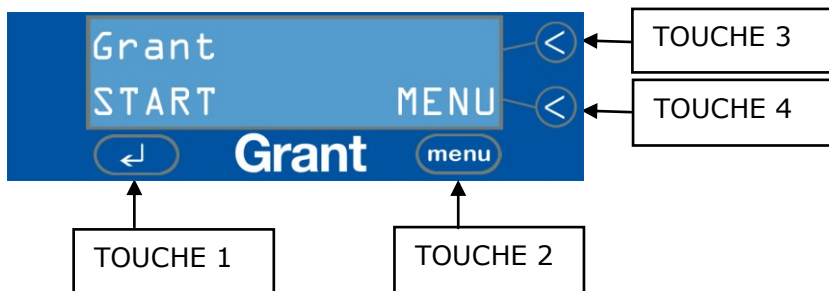 Grant
START MENU
Grant menu
TOUCHE 3
TOUCHE 4
TOUCHE 1
TOUCHE 2